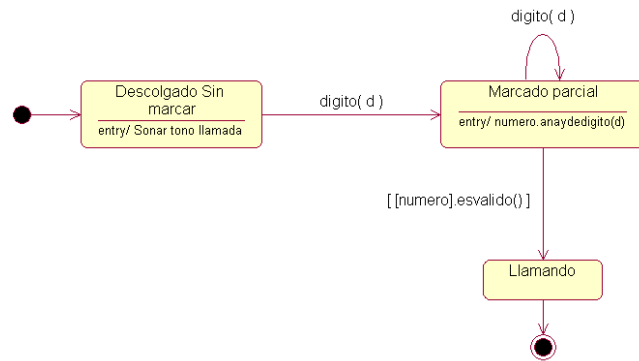 digito( d )
Descolgado Sin
marcar
entry/ Sonar tono llamada
digito( d )
Marcado parcial
entry/ numero.anaydedigito(d)
[ [numero].esvalido() ]
Llamando